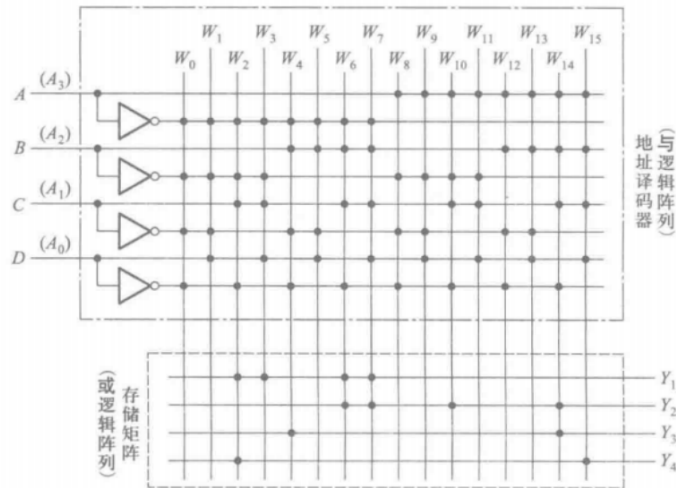 W₁ W₃ W₅ W₇ W₉ W₁₁ W₁₃ W₁₅
W₀ W₂ W₄ W₆ W₈ W₁₀ W₁₂ W₁₄
A (A₃)
B (A₂)
C (A₁)
D (A₀)
地址译码器
(与逻辑阵列)
存储矩阵
(或逻辑阵列)
Y₁
Y₂
Y₃
Y₄